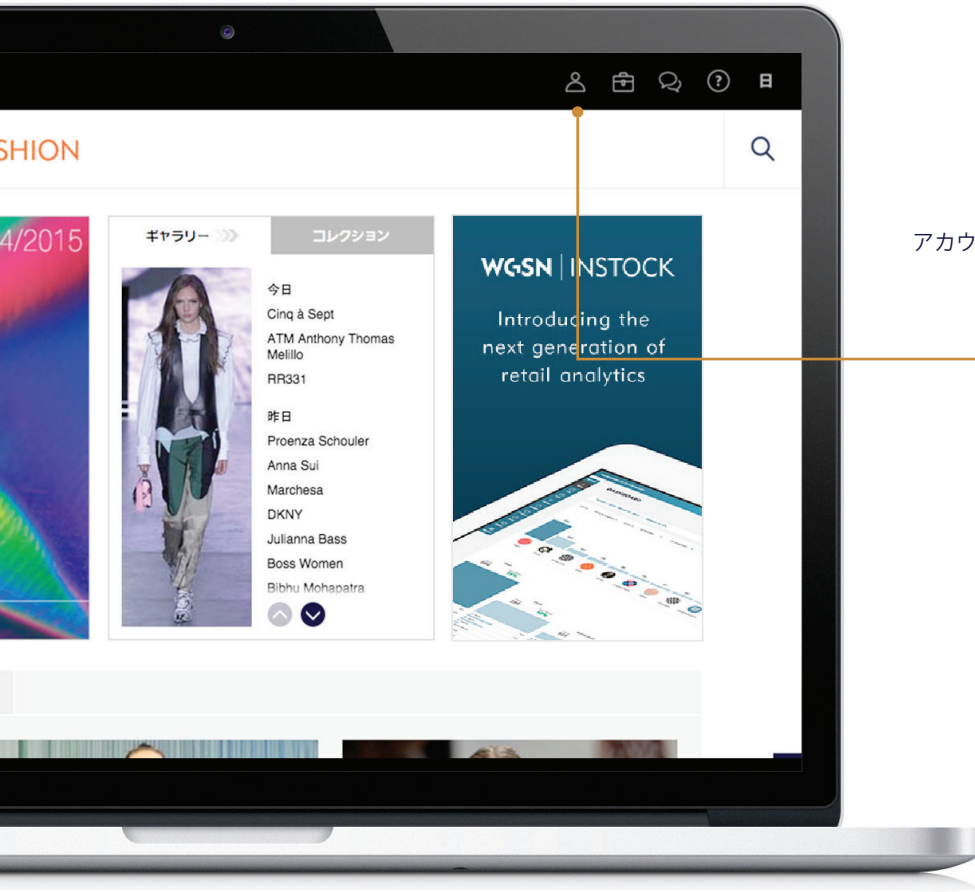 日
SHION
4/2015
ギャラリー
コレクション
今日
Cinq à Sept
ATM Anthony Thomas
Melillo
RR331
昨日
Proenza Schouler
Anna Sui
Marchesa
DKNY
Julianna Bass
Boss Women
Bibhu Mohapatra
WGSN | INSTOCK
Introducing the
next generation of
retail analytics
DASHBOARD
アカウ